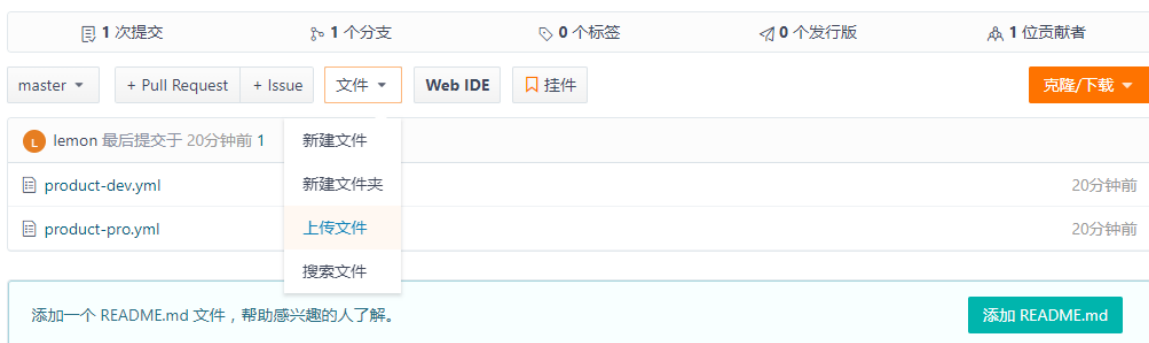 1 次提交 1 个分支 0 个标签 0 个发行版 1 位贡献者
master + Pull Request + Issue 文件 Web IDE 挂件 克隆/下载
L lemon 最后提交于 20分钟前 1
新建文件
product-dev.yml 20分钟前
新建文件夹
product-pro.yml 20分钟前
上传文件
搜索文件
添加一个 README.md 文件，帮助感兴趣的人了解。 添加 README.md